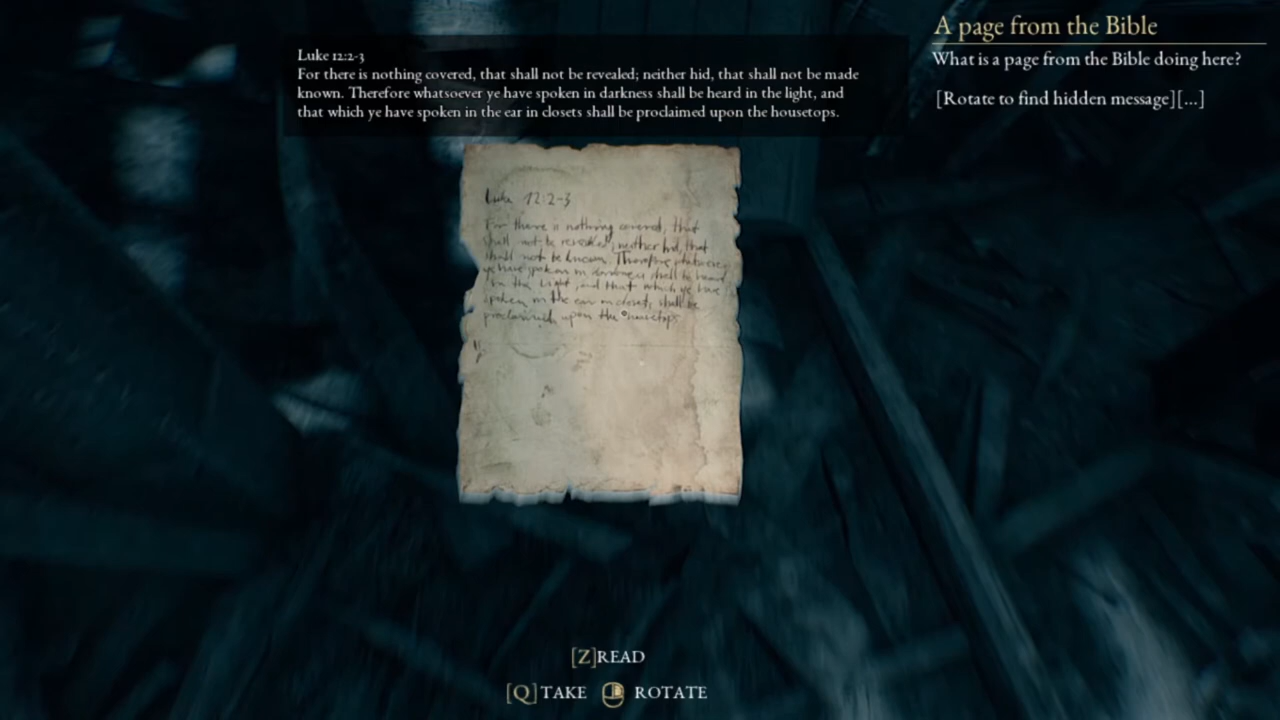 A page from the Bible
What is a page from the Bible doing here?
[Rotate to find hidden message][...]
Luke 12:2-3
For there is nothing covered, that shall not be revealed; neither hid, that shall not be made
known. Therefore whatsoever ye have spoken in darkness shall be heard in the light, and
that which ye have spoken in the ear in closets shall be proclaimed upon the housetops.
Luke 12:2-3
For there is nothing covered, that
shall not be revealed; neither hid, that
shall not be known. Therefore whatsoever
ye have spoken in darkness shall be heard
in the light, and that which ye have
spoken in the ear in closets, shall be
proclaimed upon the housetops
[Z]READ
[Q]TAKE ROTATE